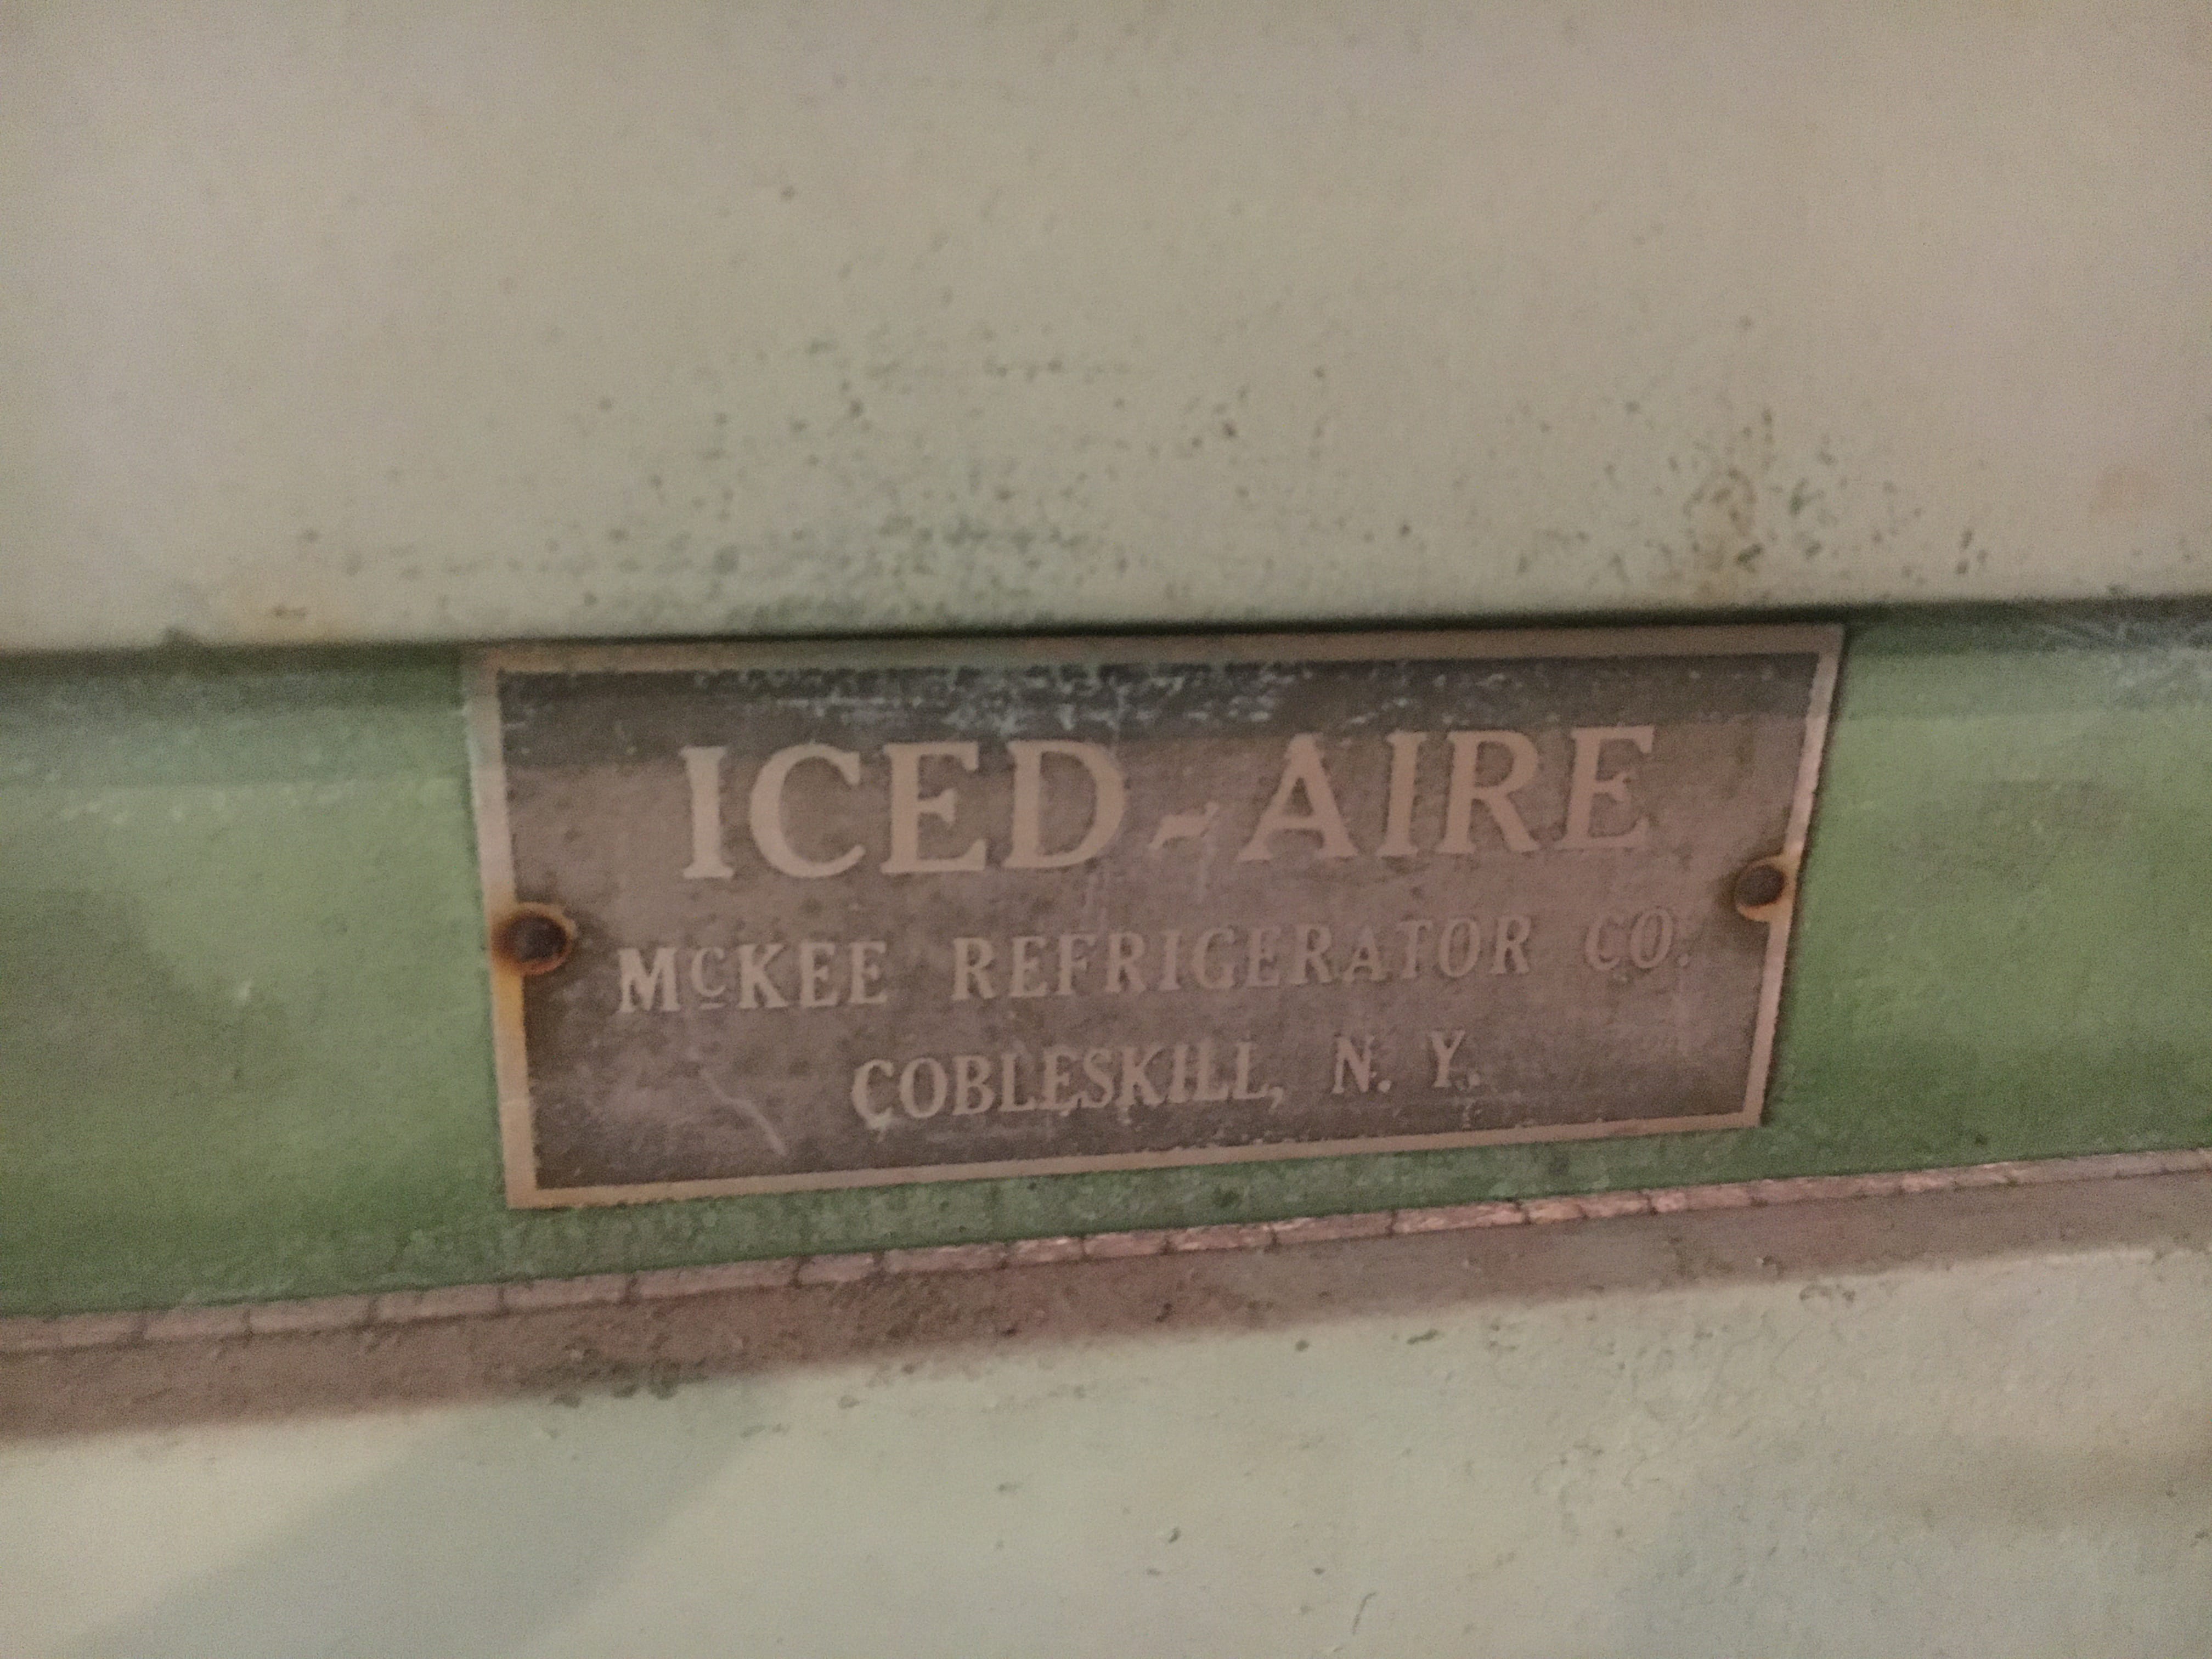 ICED-AIRE
McKEE REFRIGERATOR CO.
COBLESKILL, N. Y.